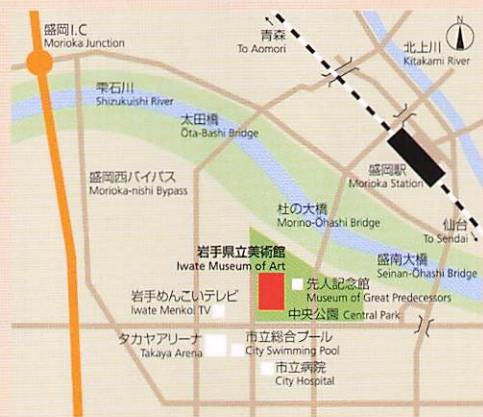 盛岡I.C
Morioka Junction
青森
To Aomori
N
北上川
Kitakami River
雫石川
Shizukuishi River
太田橋
Ōta-Bashi Bridge
盛岡西バイパス
Morioka-nishi Bypass
盛岡駅
Morioka Station
杜の大橋
Morino-Ōhashi Bridge
仙台
To Sendai
岩手県立美術館
Iwate Museum of Art
盛南大橋
Seinan-Ōhashi Bridge
先人記念館
Museum of Great Predecessors
岩手めんこいテレビ
Iwate Menkoi TV
中央公園 Central Park
タカヤアリーナ
Takaya Arena
市立総合プール
City Swimming Pool
市立病院
City Hospital